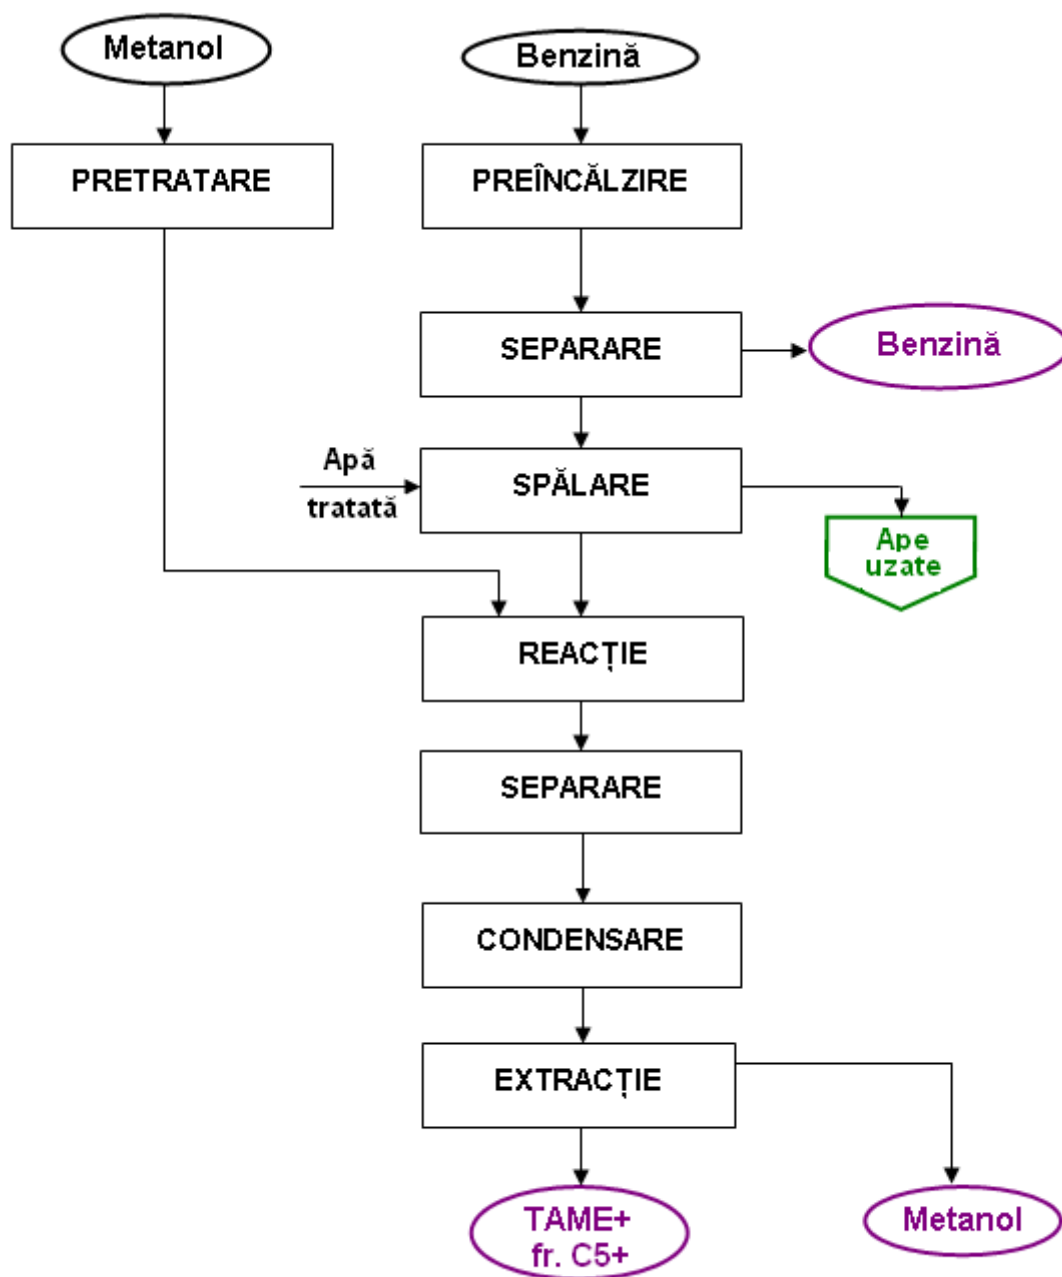 Metanol
Benzină
PRETRATARE
PREÎNCĂLZIRE
SEPARARE
Benzină
Apă
tratată
SPĂLARE
Ape
uzate
REACȚIE
SEPARARE
CONDENSARE
EXTRACȚIE
TAME+
fr. C5+
Metanol